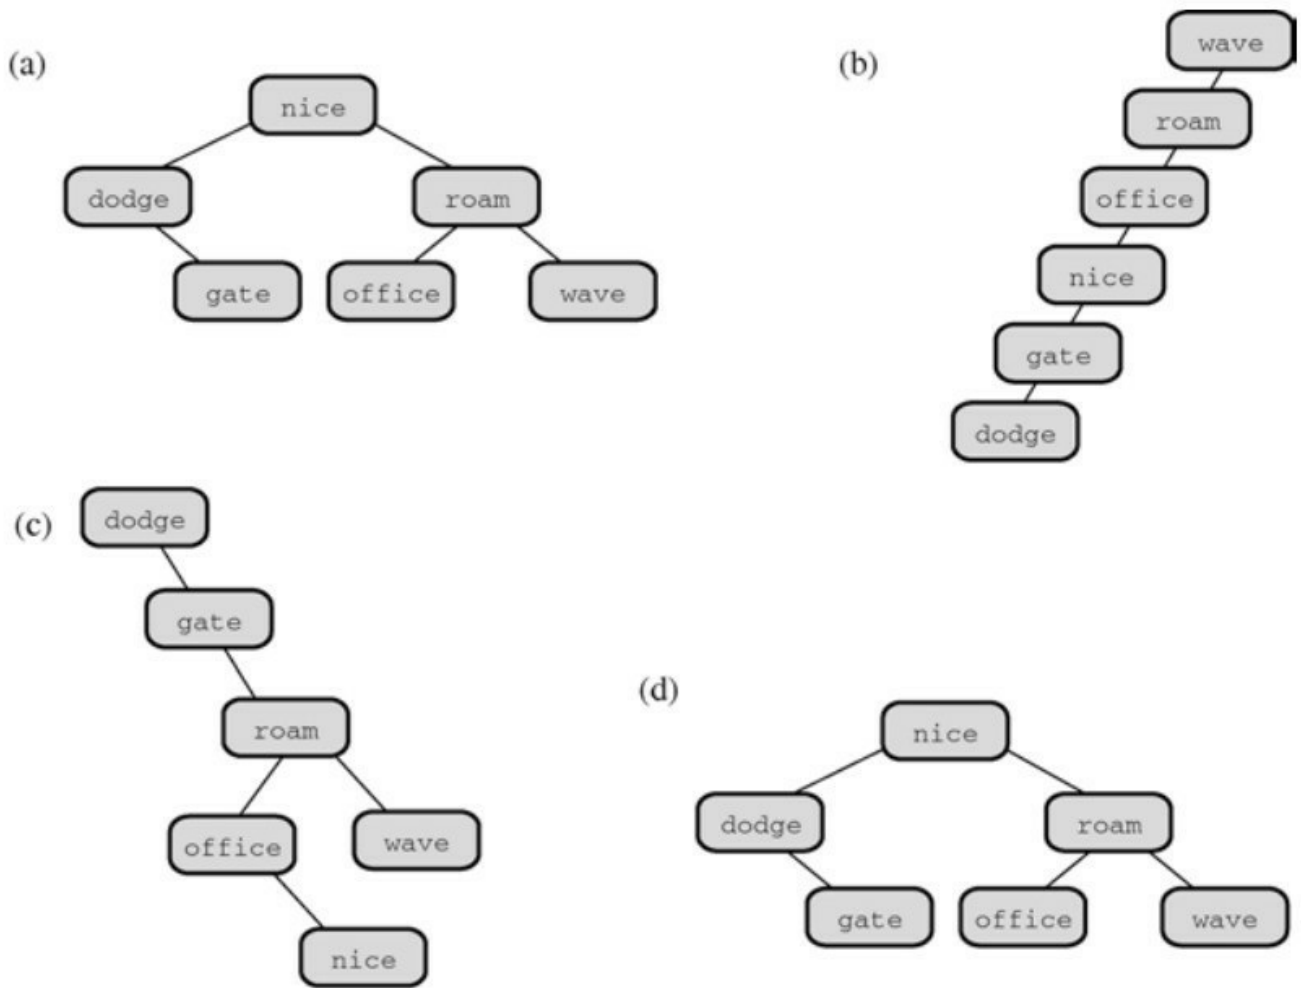 (a)
nice
dodge roam
gate office wave
(b)
wave
roam
office
nice
gate
dodge
(c)
dodge
gate
roam
office wave
nice
(d)
nice
dodge roam
gate office wave